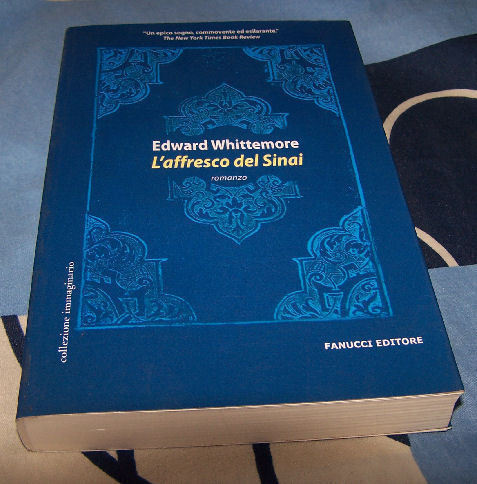 "Un epico sogno, commovente ed esilarante."
The New York Times Book Review
Edward Whittemore
L'affresco del Sinai
romanzo
collezione immaginario
FANUCCI EDITORE